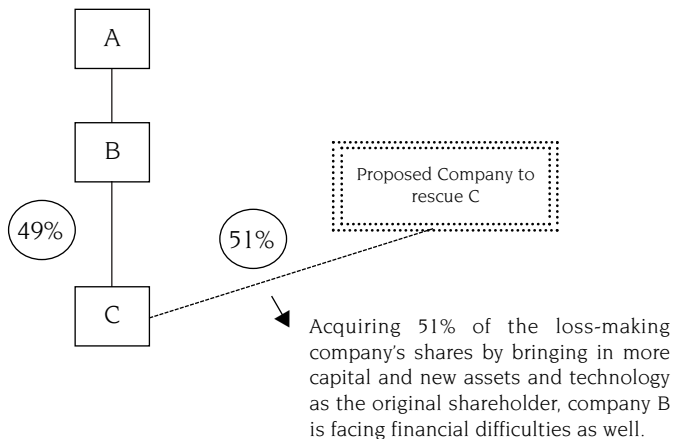 A
B
Proposed Company to
rescue C
49%
51%
C
Acquiring 51% of the loss-making
company's shares by bringing in more
capital and new assets and technology
as the original shareholder, company B
is facing financial difficulties as well.